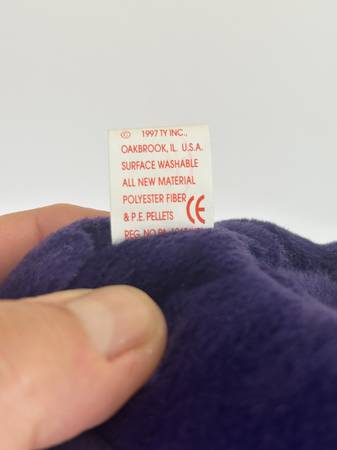 © 1997 TY INC.,
OAKBROOK, IL. U.S.A.
SURFACE WASHABLE
ALL NEW MATERIAL
POLYESTER FIBER
& P.E. PELLETS CE
REG. NO